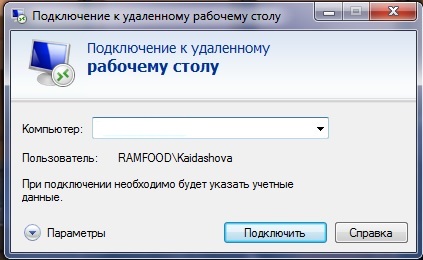 Подключение к удаленному рабочему столу
Подключение к удаленному
рабочему столу
Компьютер:
Пользователь: RAMFOOD\Kaidashova
При подключении необходимо будет указать учетные
данные.
Параметры Подключить Справка